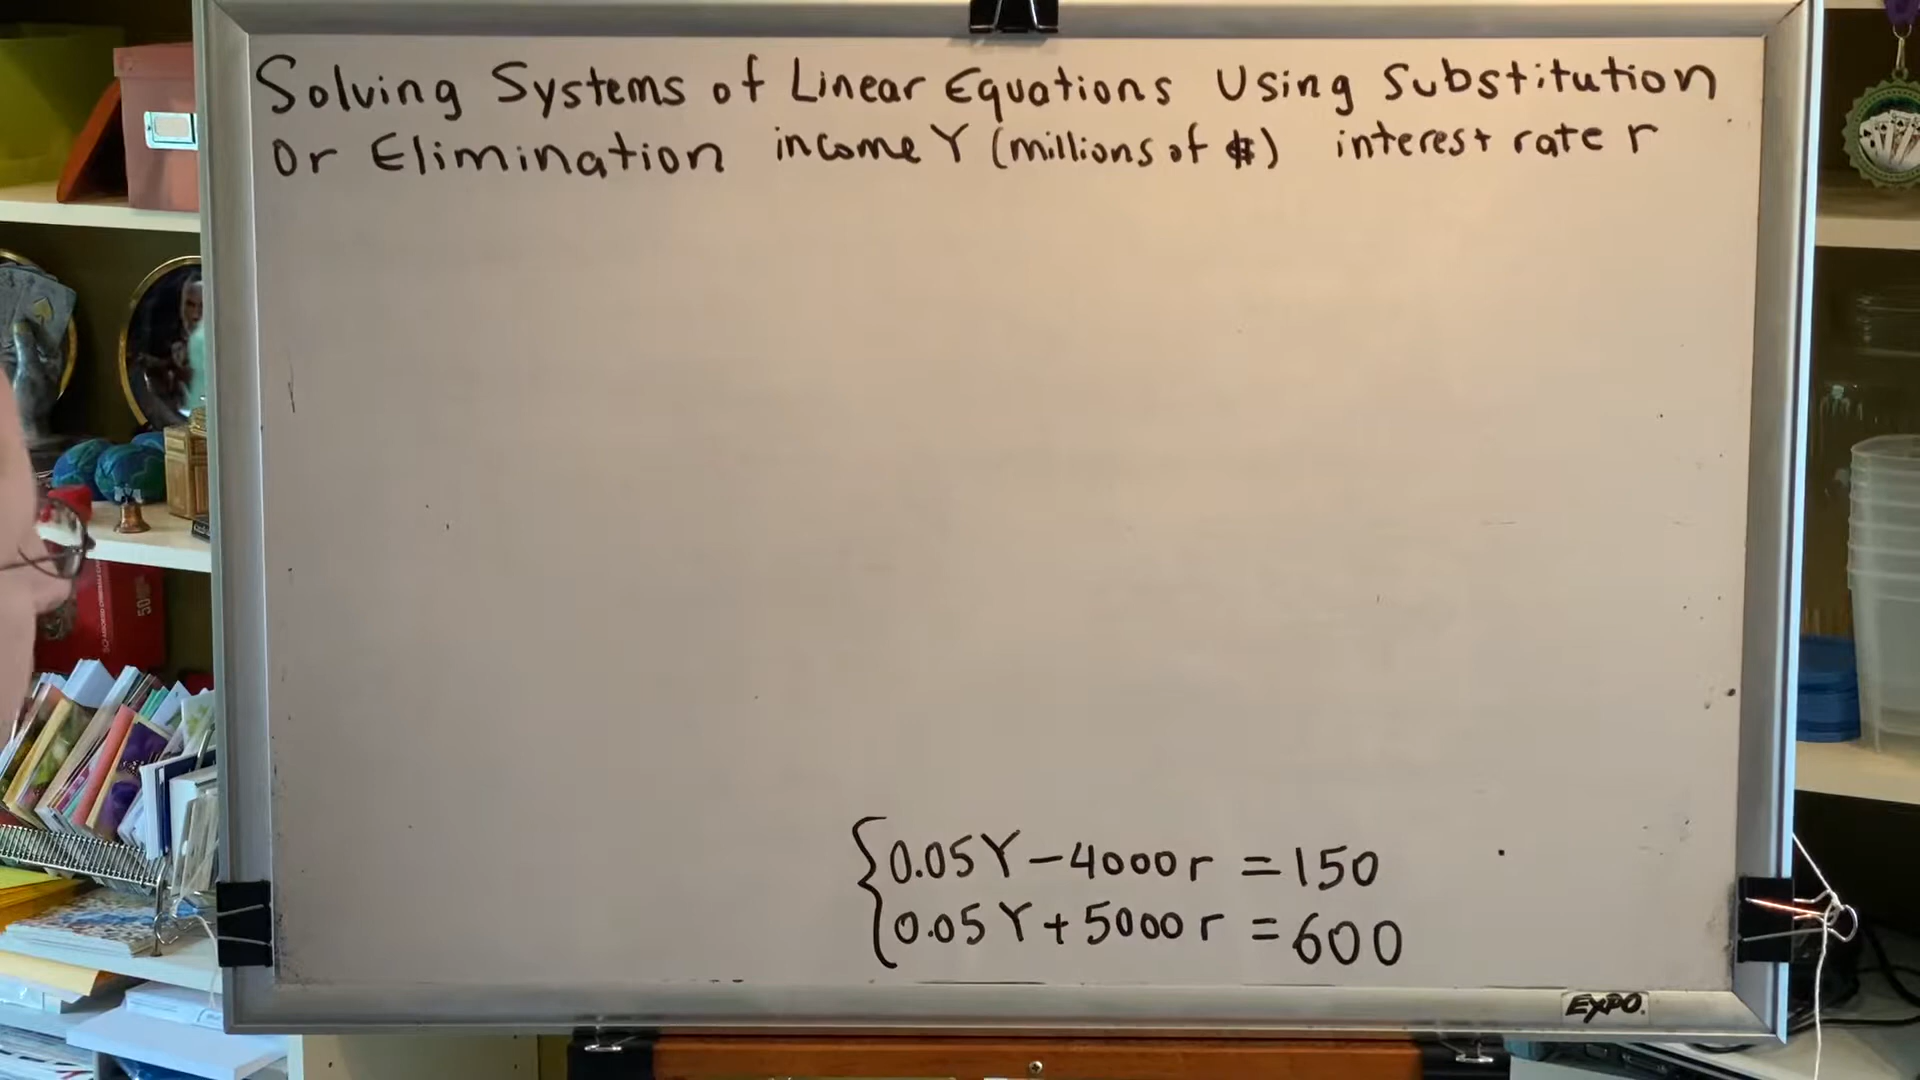 Solving Systems of Linear Equations Using Substitution
Or Elimination income Y (millions of $) interest rate r
50
0.05Y - 4000r = 150
0.05Y + 5000r = 600
EXPO